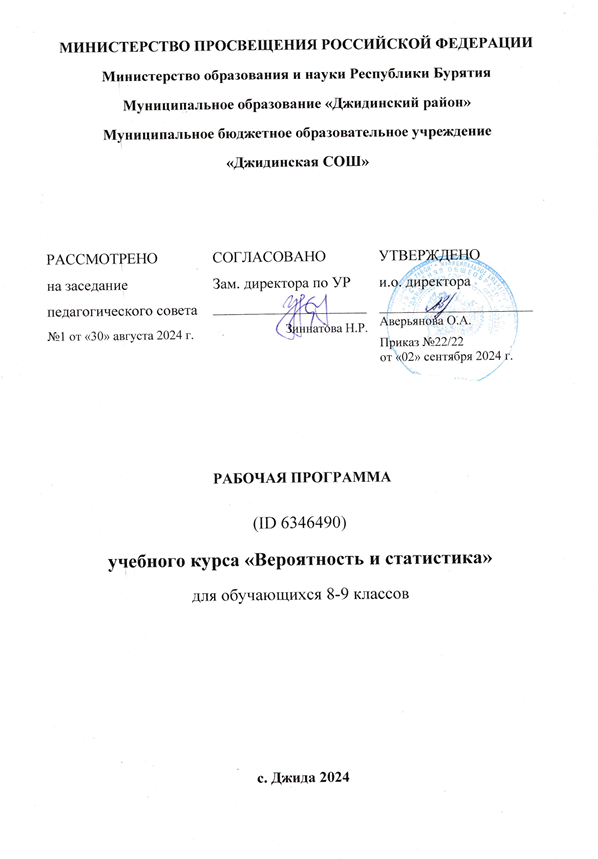 МИНИСТЕРСТВО ПРОСВЕЩЕНИЯ РОССИЙСКОЙ ФЕДЕРАЦИИ
Министерство образования и науки Республики Бурятия
Муниципальное образование «Джидинский район»
Муниципальное бюджетное образовательное учреждение
«Джидинская СОШ»
РАССМОТРЕНО
на заседание
педагогического совета
№1 от «30» августа 2024 г.
СОГЛАСОВАНО
Зам. директора по УР
Зиннатова Н.Р.
УТВЕРЖДЕНО
и.о. директора
Аверьянова О.А.
Приказ №22/22
от «02» сентября 2024 г.
РАБОЧАЯ ПРОГРАММА
(ID 6346490)
учебного курса «Вероятность и статистика»
для обучающихся 8-9 классов
с. Джида 2024